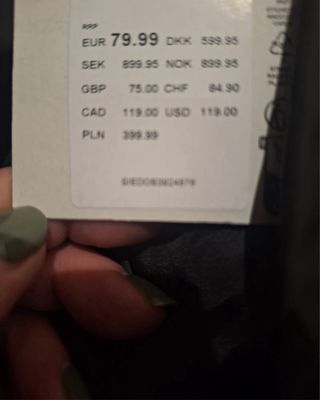 RRP
EUR 79.99 DKK 599.95
SEK 899.95 NOK 899.95
GBP 75.00 CHF 84.90
CAD 119.00 USD 119.00
PLN 399.99